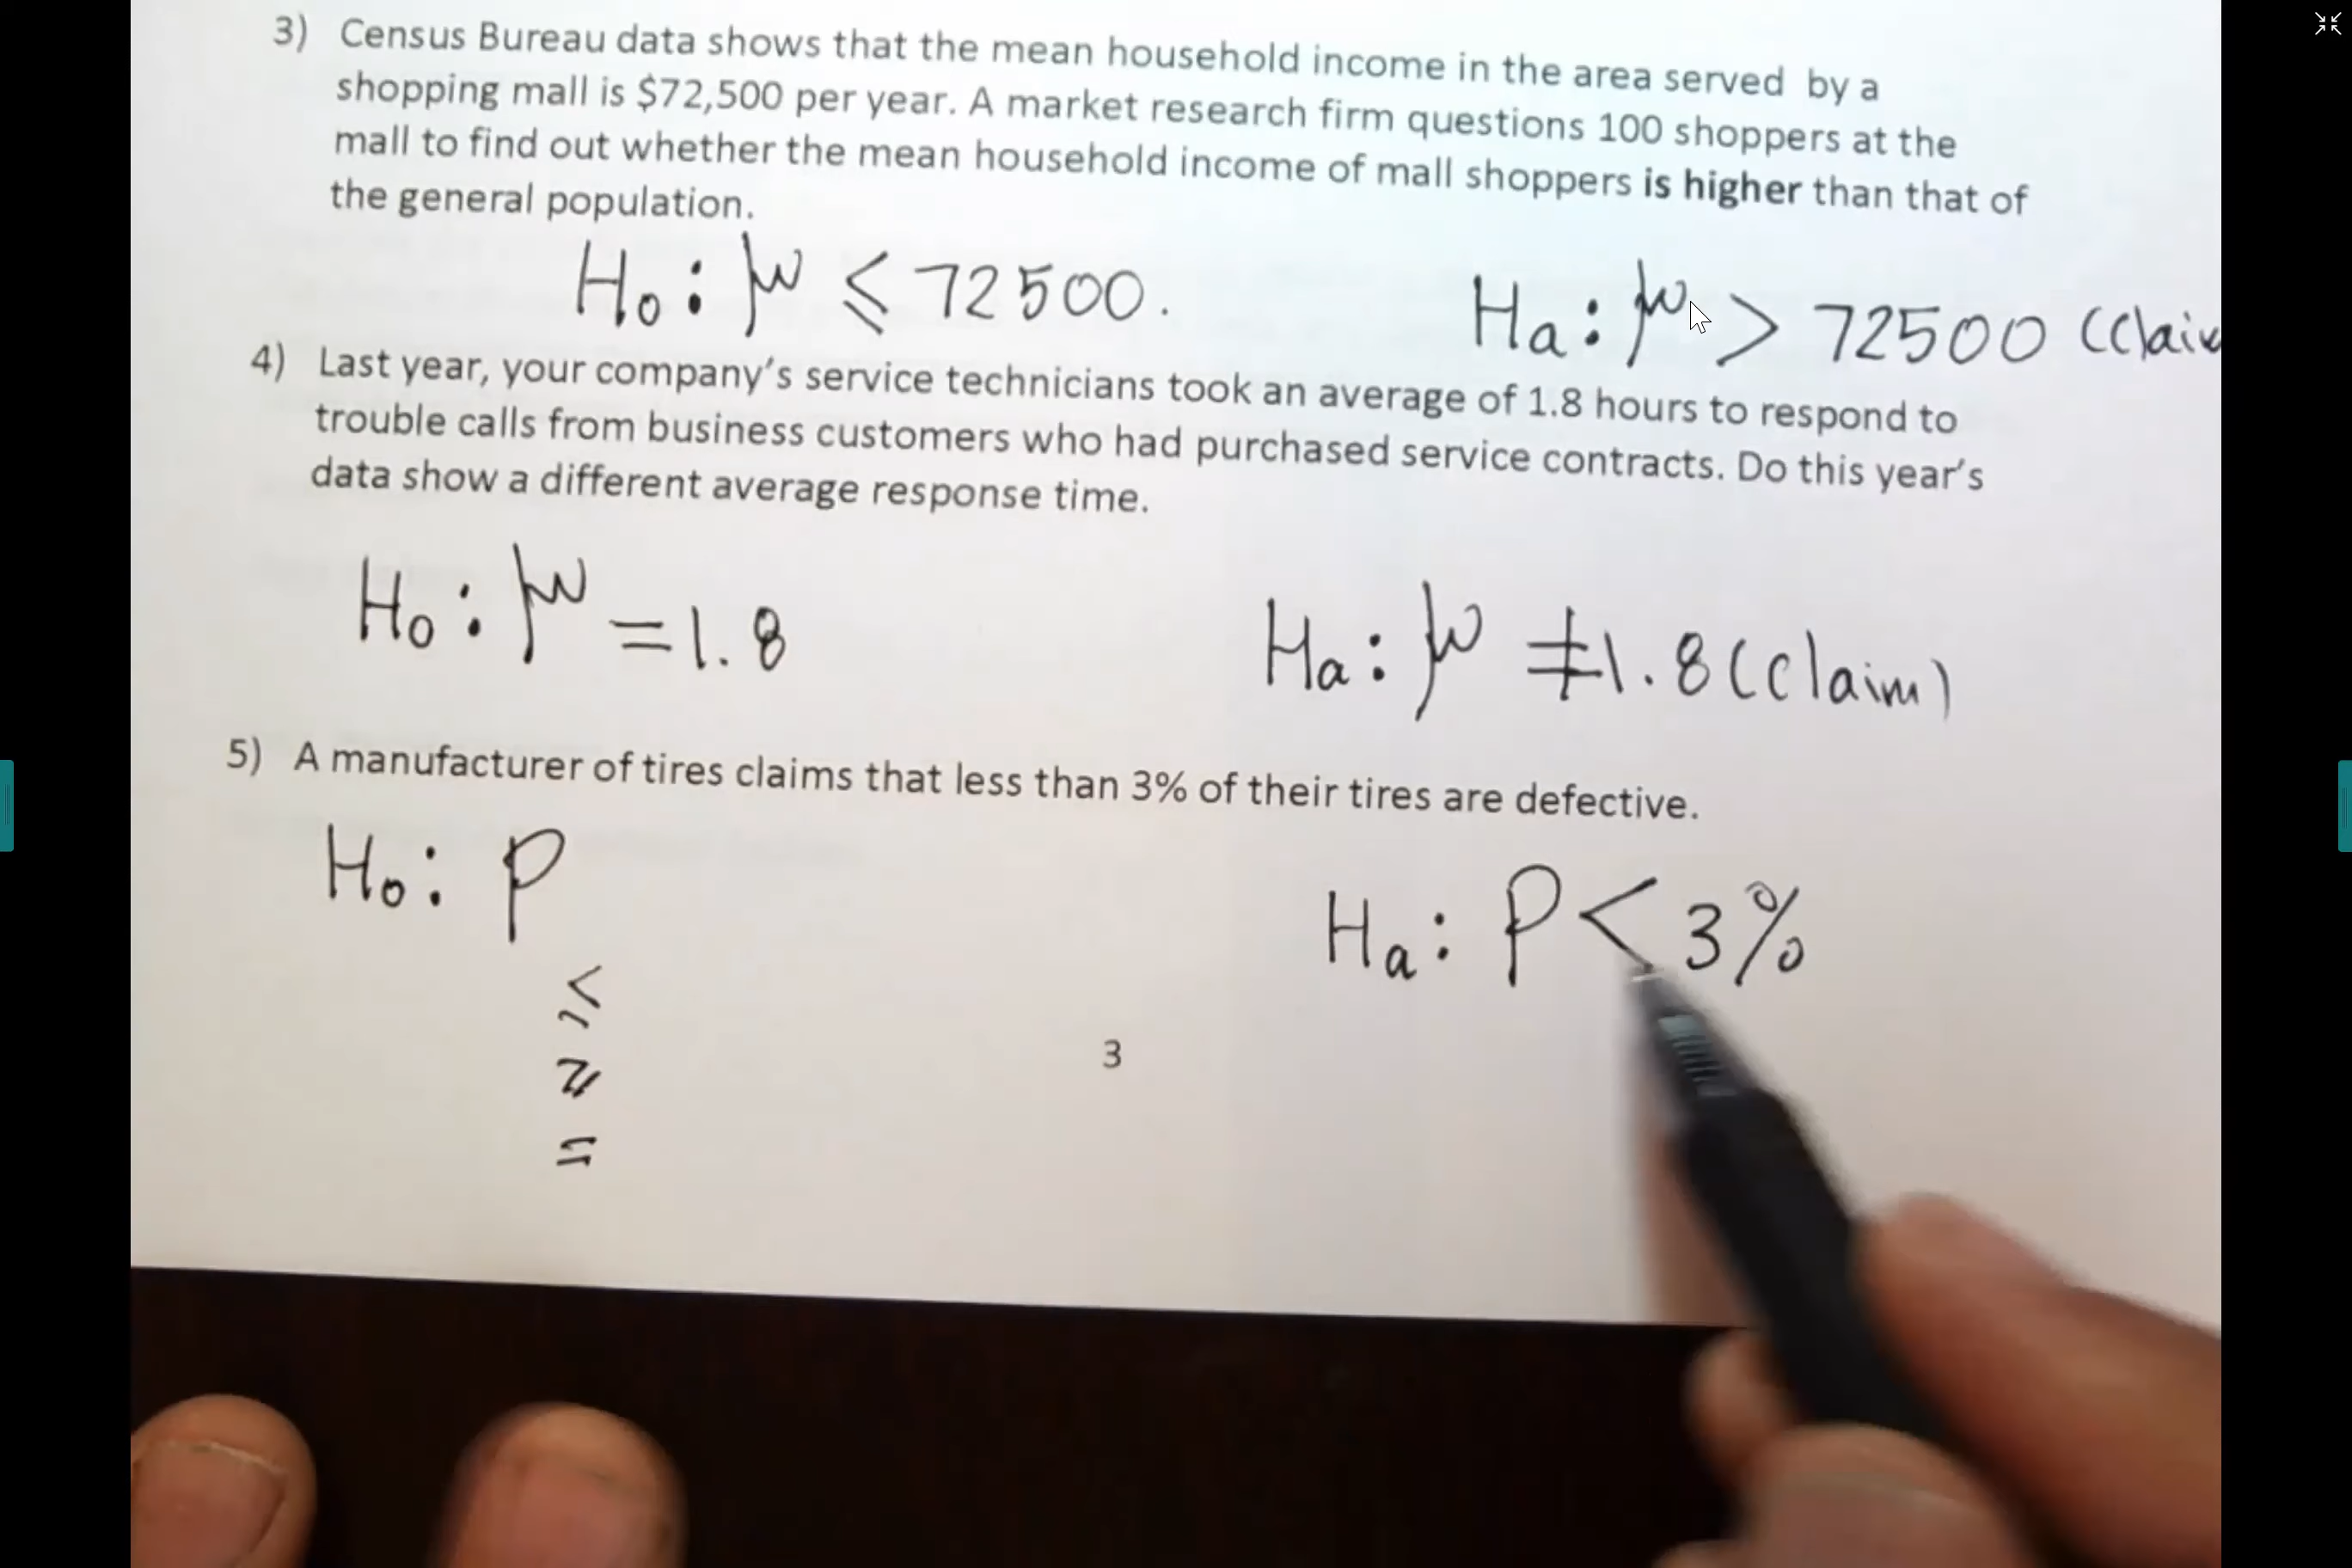 3) Census Bureau data shows that the mean household income in the area served by a
shopping mall is $72,500 per year. A market research firm questions 100 shoppers at the
mall to find out whether the mean household income of mall shoppers is higher than that of
the general population.
H₀: μ ≤ 72500. Hₐ: μ > 72500 (Claim
4) Last year, your company's service technicians took an average of 1.8 hours to respond to
trouble calls from business customers who had purchased service contracts. Do this year's
data show a different average response time.
H₀: μ = 1.8 Hₐ: μ ≠ 1.8 (Claim)
5) A manufacturer of tires claims that less than 3% of their tires are defective.
H₀: P Hₐ: P < 3%
≤
≥
=
3